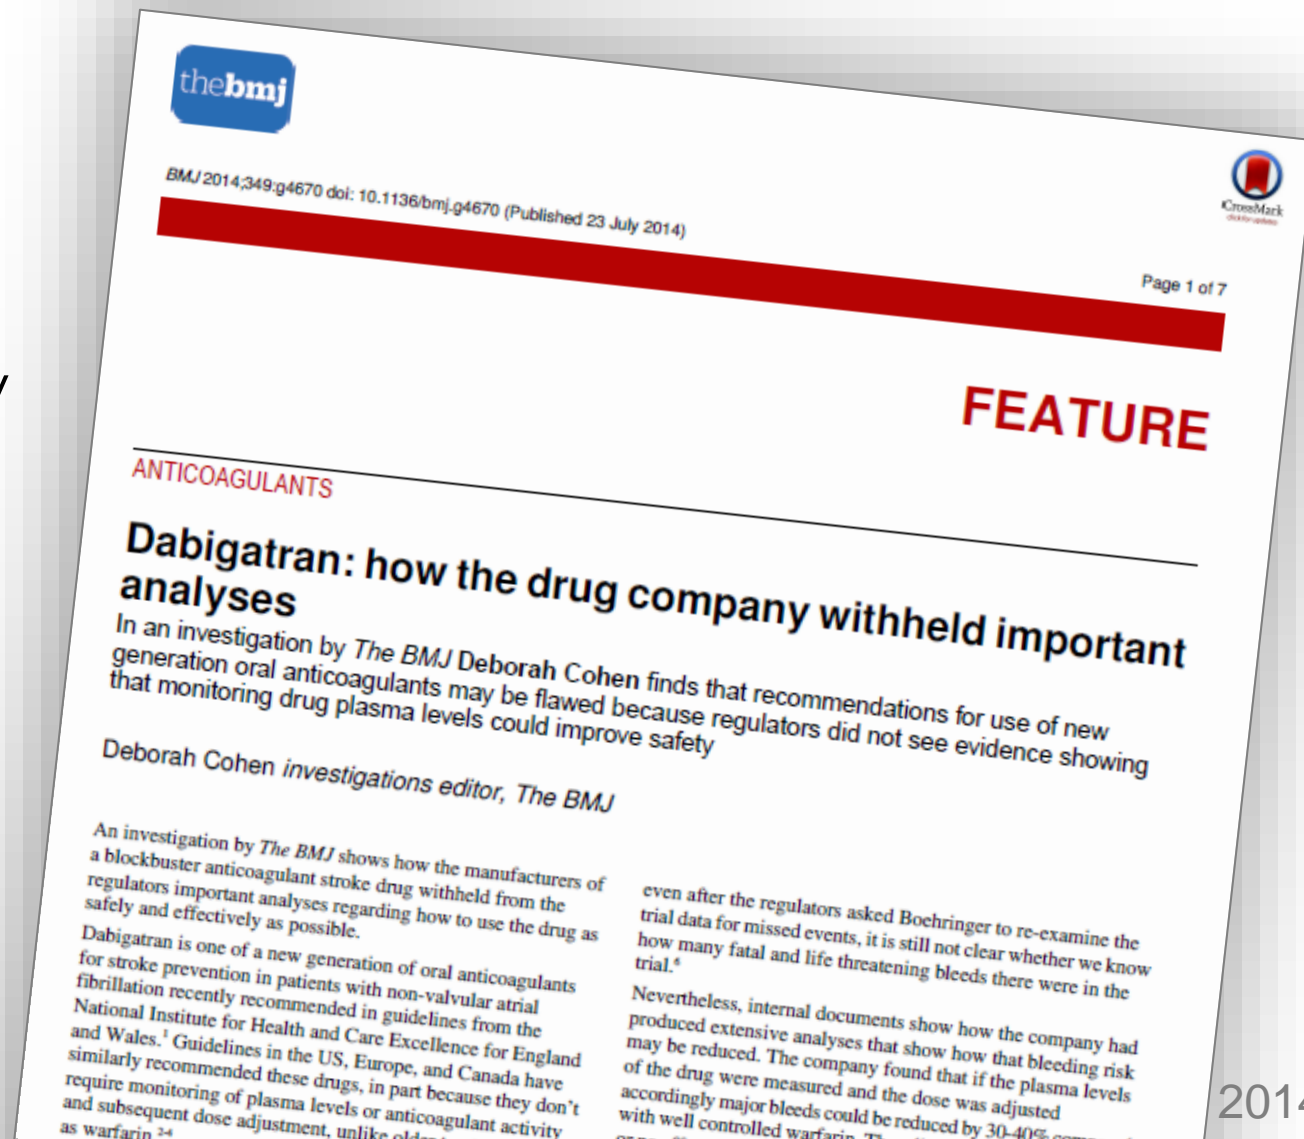 thebmj
CrossMark
click for updates
BMJ 2014;349:g4670 doi: 10.1136/bmj.g4670 (Published 23 July 2014)
Page 1 of 7
y
FEATURE
ANTICOAGULANTS
Dabigatran: how the drug company withheld important
analyses
In an investigation by The BMJ Deborah Cohen finds that recommendations for use of new
generation oral anticoagulants may be flawed because regulators did not see evidence showing
that monitoring drug plasma levels could improve safety
Deborah Cohen investigations editor, The BMJ
An investigation by The BMJ shows how the manufacturers of
a blockbuster anticoagulant stroke drug withheld from the
regulators important analyses regarding how to use the drug as
safely and effectively as possible.
Dabigatran is one of a new generation of oral anticoagulants
for stroke prevention in patients with non-valvular atrial
fibrillation recently recommended in guidelines from the
National Institute for Health and Care Excellence for England
and Wales.1 Guidelines in the US, Europe, and Canada have
similarly recommended these drugs, in part because they don't
require monitoring of plasma levels or anticoagulant activity
and subsequent dose adjustment, unlike older
as warfarin.2-4
even after the regulators asked Boehringer to re-examine the
trial data for missed events, it is still not clear whether we know
how many fatal and life threatening bleeds there were in the
trial.6
Nevertheless, internal documents show how the company had
produced extensive analyses that show how that bleeding risk
may be reduced. The company found that if the plasma levels
of the drug were measured and the dose was adjusted
accordingly major bleeds could be reduced by 30-40%
with well controlled warfarin.
2014